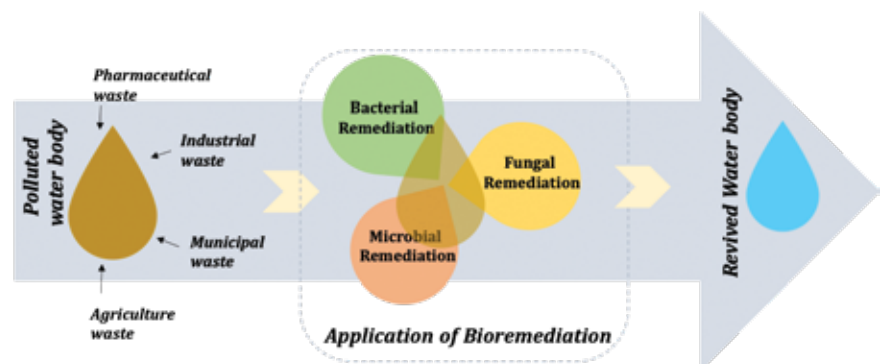 Polluted
water body
Pharmaceutical
waste
Industrial
waste
Municipal
waste
Agriculture
waste
Bacterial
Remediation
Fungal
Remediation
Microbial
Remediation
Application of Bioremediation
Revived Water body